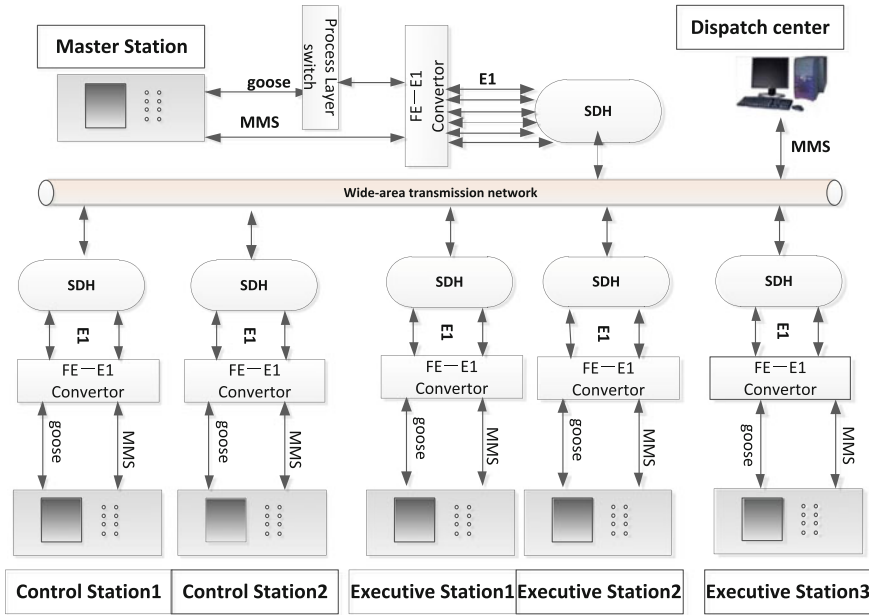 Master Station
goose
MMS
Process Layer
switch
FE—E1
Convertor
E1
SDH
Dispatch center
MMS
Wide-area transmission network
SDH
SDH
SDH
SDH
SDH
E1
E1
E1
E1
E1
FE—E1
Convertor
FE—E1
Convertor
FE—E1
Convertor
FE—E1
Convertor
FE—E1
Convertor
goose
MMS
goose
MMS
goose
MMS
goose
MMS
goose
MMS
Control Station1
Control Station2
Executive Station1
Executive Station2
Executive Station3